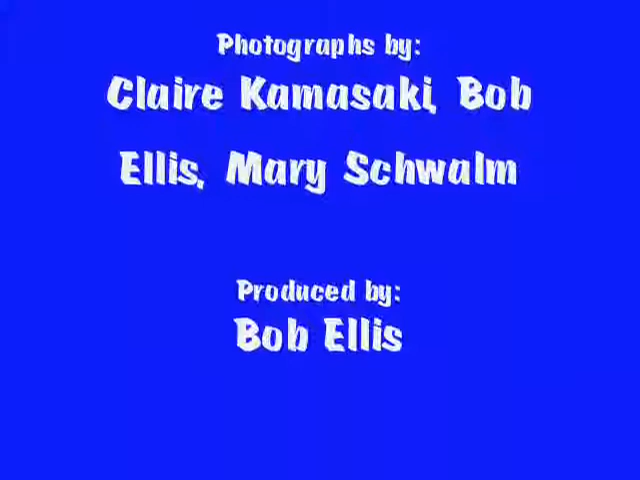 Photographs by:
Claire Kamasaki, Bob
Ellis, Mary Schwalm
Produced by:
Bob Ellis